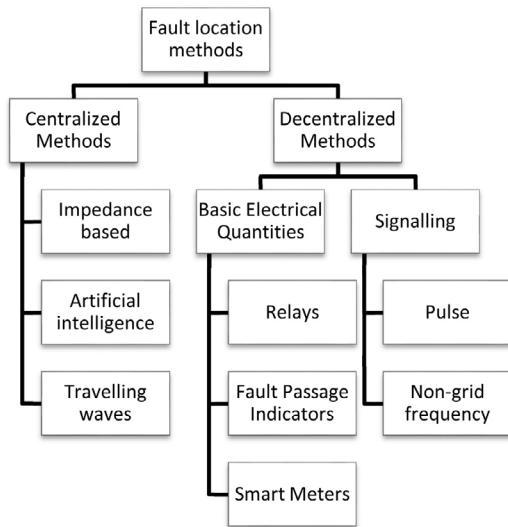 Fault location
methods
Centralized
Methods
Decentralized
Methods
Impedance
based
Basic Electrical
Quantities
Signalling
Artificial
intelligence
Relays
Pulse
Travelling
waves
Fault Passage
Indicators
Non-grid
frequency
Smart Meters